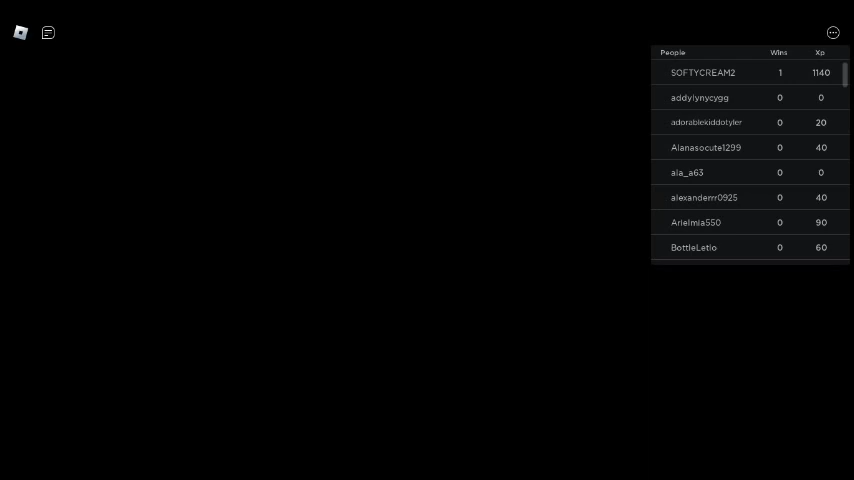 People Wins Xp
SOFTYCREAM2 1 1140
addylynycygg 0 0
adorablekiddotyler 0 20
Alanasocute1299 0 40
ala_a63 0 0
alexanderrr0925 0 40
Arielmia550 0 90
BottleLetlo 0 60